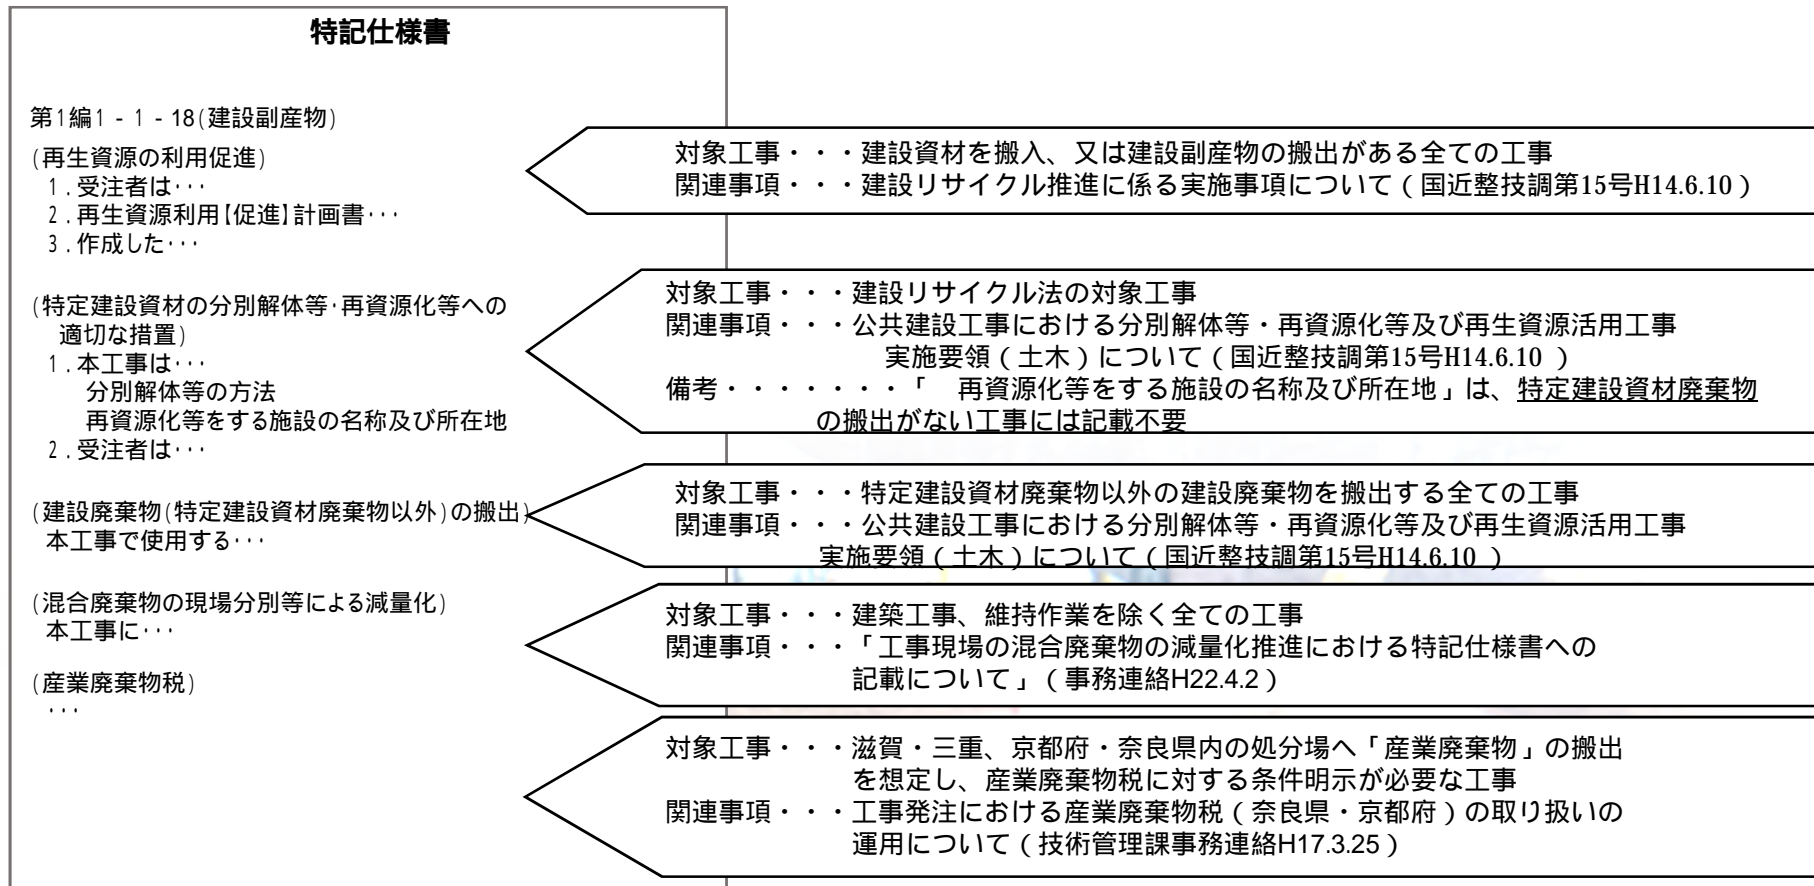 特記仕様書
第1編1-1-18(建設副産物)
(再生資源の利用促進)
1.受注者は･･･
2.再生資源利用【促進】計画書･･･
3.作成した･･･
(特定建設資材の分別解体等･再資源化等への
適切な措置)
1.本工事は･･･
分別解体等の方法
再資源化等をする施設の名称及び所在地
2.受注者は･･･
(建設廃棄物(特定建設資材廃棄物以外)の搬出)
本工事で使用する･･･
(混合廃棄物の現場分別等による減量化)
本工事に･･･
(産業廃棄物税)
･･･
対象工事・・・建設資材を搬入、又は建設副産物の搬出がある全ての工事
関連事項・・・建設リサイクル推進に係る実施事項について(国近整技調第15号H14.6.10)
対象工事・・・建設リサイクル法の対象工事
関連事項・・・公共建設工事における分別解体等・再資源化等及び再生資源活用工事
実施要領(土木)について(国近整技調第15号H14.6.10 )
備考・・・・・・・「 再資源化等をする施設の名称及び所在地」は、特定建設資材廃棄物
の搬出がない工事には記載不要
対象工事・・・特定建設資材廃棄物以外の建設廃棄物を搬出する全ての工事
関連事項・・・公共建設工事における分別解体等・再資源化等及び再生資源活用工事
実施要領(土木)について(国近整技調第15号H14.6.10 )
対象工事・・・建築工事、維持作業を除く全ての工事
関連事項・・・「工事現場の混合廃棄物の減量化推進における特記仕様書への
記載について」(事務連絡H22.4.2)
対象工事・・・滋賀・三重、京都府・奈良県内の処分場へ「産業廃棄物」の搬出
を想定し、産業廃棄物税に対する条件明示が必要な工事
関連事項・・・工事発注における産業廃棄物税(奈良県・京都府)の取り扱いの
運用について(技術管理課事務連絡H17.3.25)